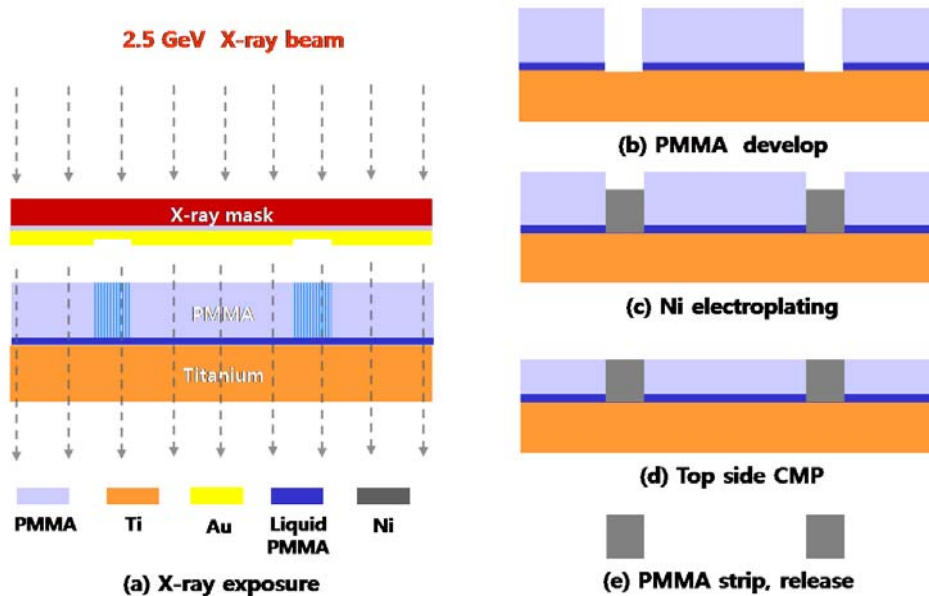 2.5 GeV X-ray beam
X-ray mask
PMMA
Titanium
PMMA
Ti
Au
Liquid
PMMA
Ni
(a) X-ray exposure
(b) PMMA develop
(c) Ni electroplating
(d) Top side CMP
(e) PMMA strip, release